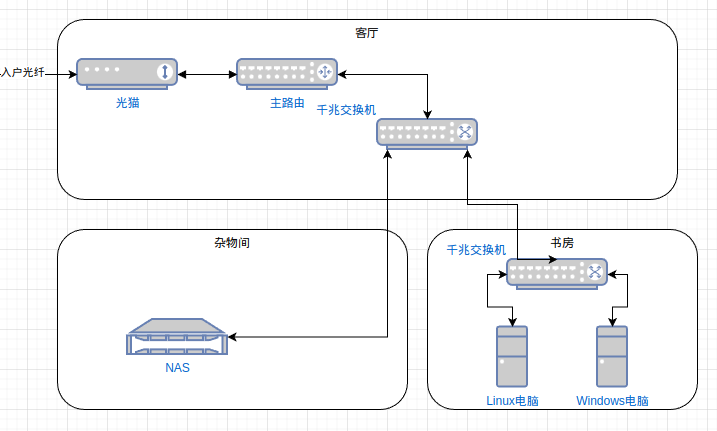 客厅
入户光纤
光猫
主路由
千兆交换机
杂物间
书房
千兆交换机
NAS
Linux电脑
Windows电脑